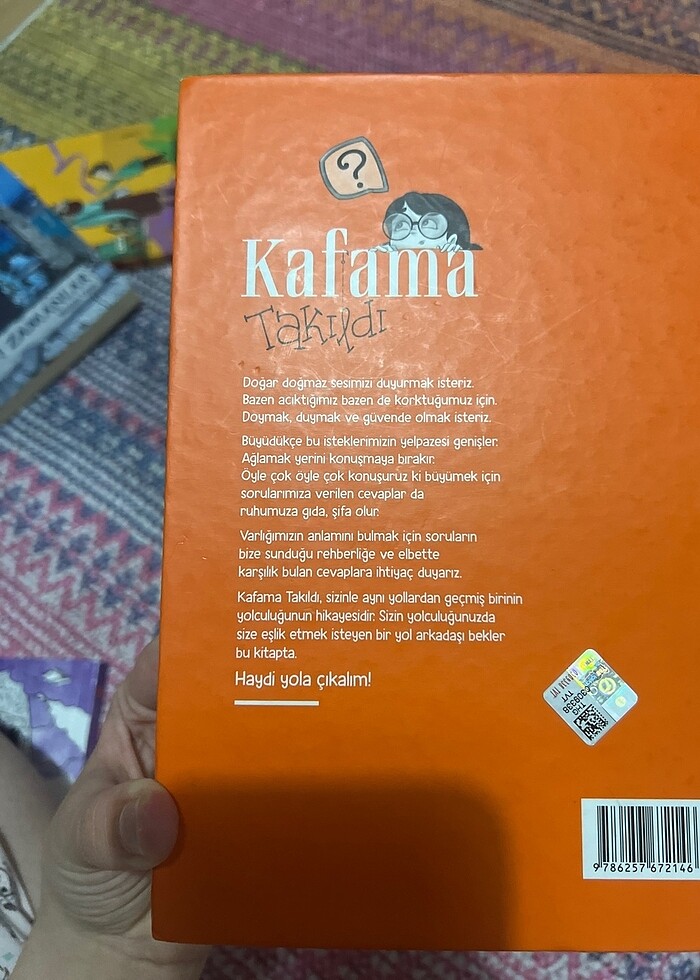 ?
Kafama
Takıldı
Doğar doğmaz sesimizi duyurmak isteriz.
Bazen acıktığımız bazen de korktuğumuz için.
Doymak, duymak ve güvende olmak isteriz.
Büyüdükçe bu isteklerimizin yelpazesi genişler.
Ağlamak yerini konuşmaya bırakır.
Öyle çok öyle çok konuşuruz ki büyümek için
sorularımıza verilen cevaplar da
ruhumuza gıda, şifa olur.
Varlığımızın anlamını bulmak için soruların
bize sunduğu rehberliğe ve elbette
karşılık bulan cevaplara ihtiyaç duyarız.
Kafama Takıldı, sizinle aynı yollardan geçmiş birinin
yolculuğunun hikayesidir. Sizin yolculuğunuzda
size eşlik etmek isteyen bir yol arkadaşı bekler
bu kitapta.
Haydi yola çıkalım!
9 786257 672146